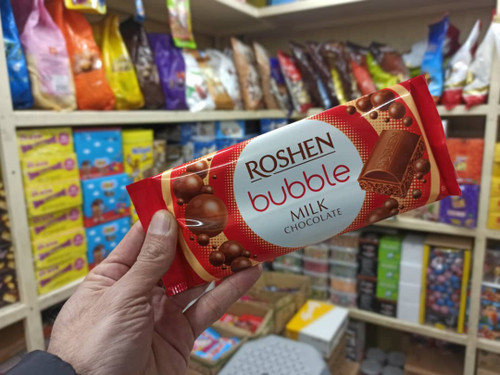 ROSHEN
bubble
MILK
CHOCOLATE